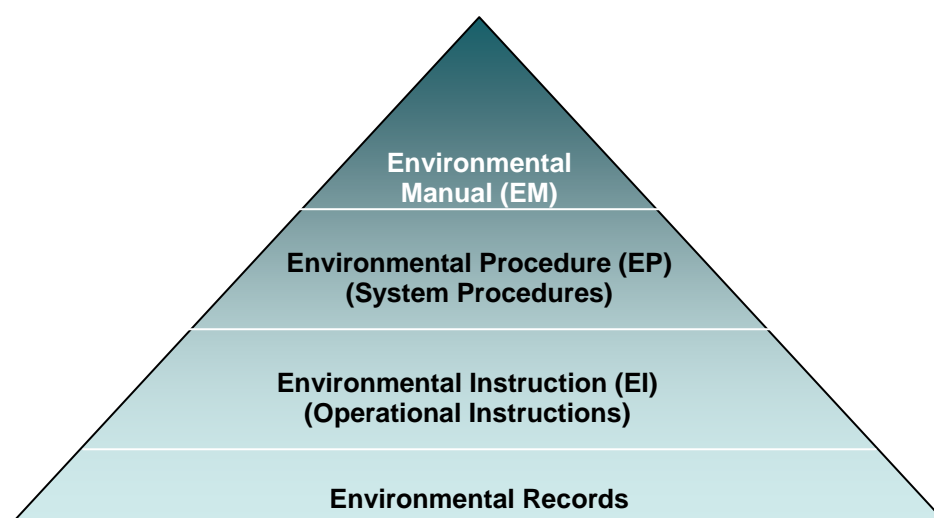 Environmental
Manual (EM)
Environmental Procedure (EP)
(System Procedures)
Environmental Instruction (EI)
(Operational Instructions)
Environmental Records